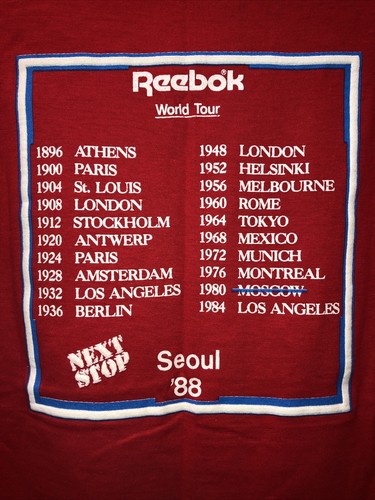 Reebok
World Tour
1896 ATHENS
1900 PARIS
1904 St. LOUIS
1908 LONDON
1912 STOCKHOLM
1920 ANTWERP
1924 PARIS
1928 AMSTERDAM
1932 LOS ANGELES
1936 BERLIN
1948 LONDON
1952 HELSINKI
1956 MELBOURNE
1960 ROME
1964 TOKYO
1968 MEXICO
1972 MUNICH
1976 MONTREAL
1980 MOSCOW
1984 LOS ANGELES
NEXT
STOP
Seoul
'88